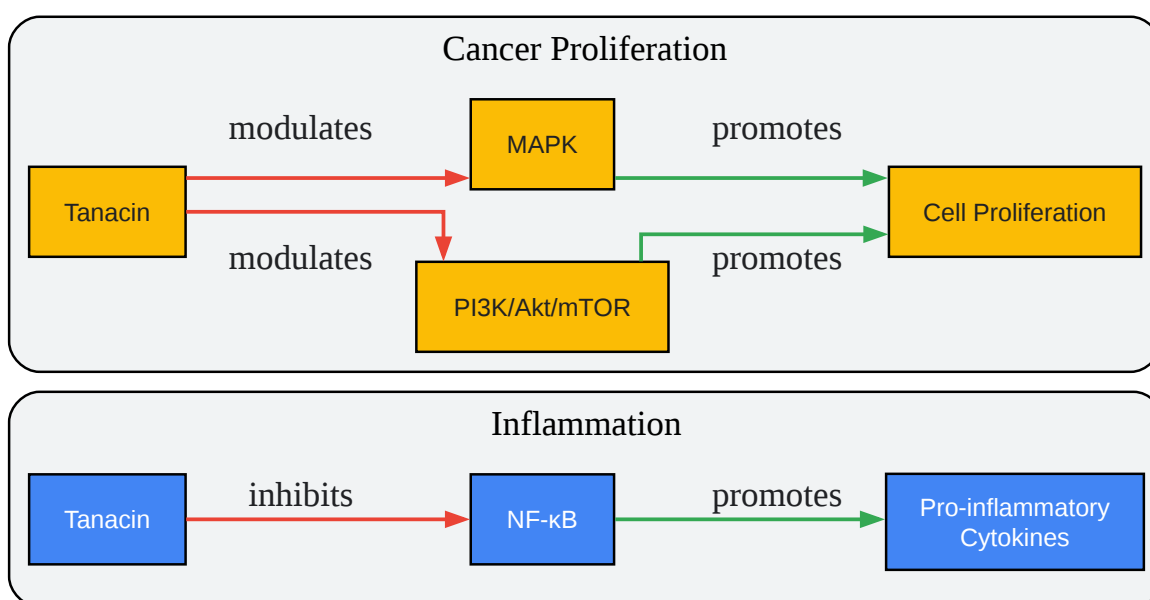 Cancer Proliferation
modulates
MAPK
promotes
Tanacin
Cell Proliferation
modulates
promotes
PI3K/Akt/mTOR
Inflammation
Tanacin
inhibits
NF-κB
promotes
Pro-inflammatory
Cytokines